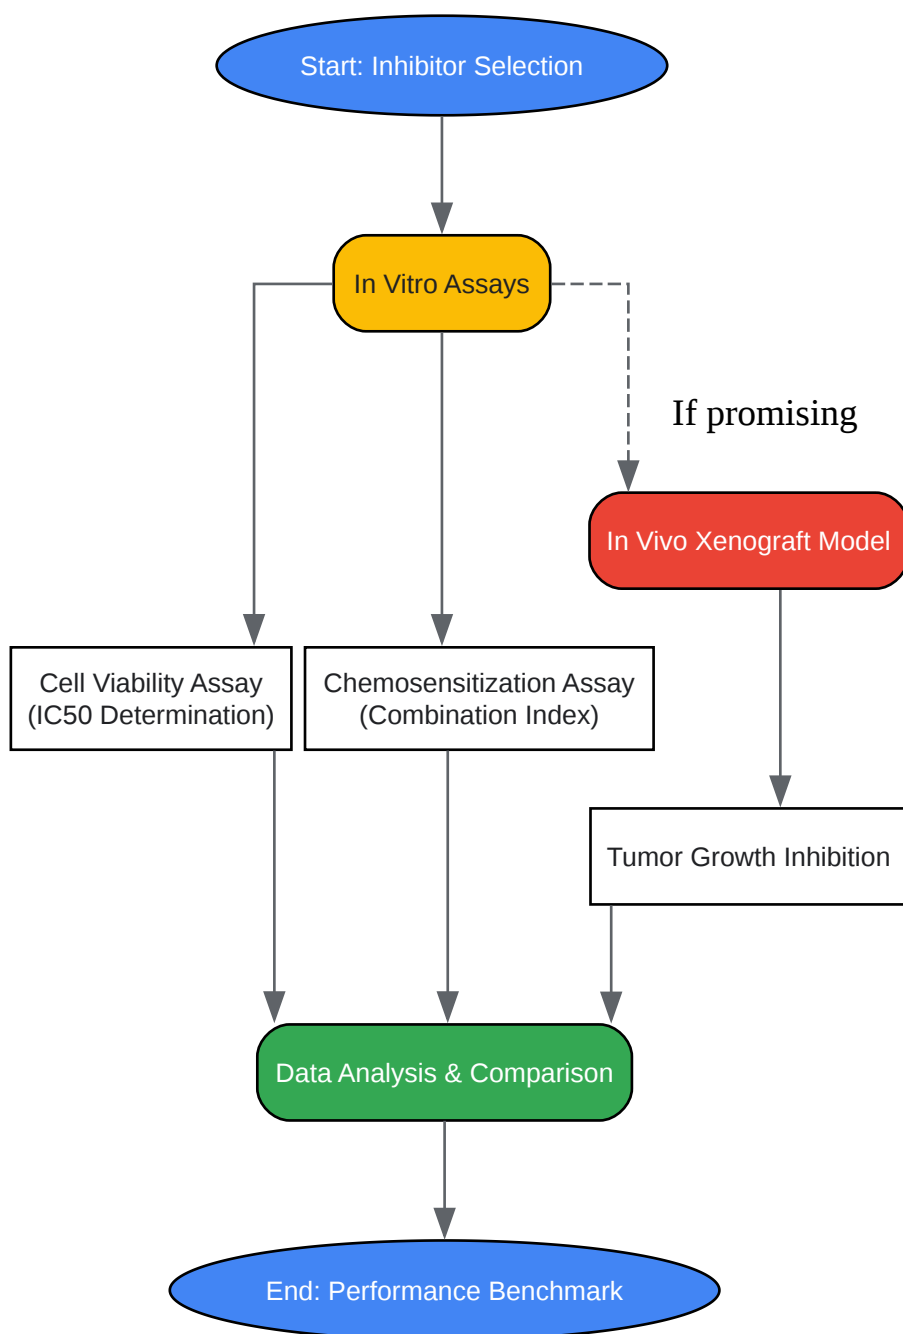 Start: Inhibitor Selection
In Vitro Assays
If promising
In Vivo Xenograft Model
Cell Viability Assay
(IC50 Determination)
Chemosensitization Assay
(Combination Index)
Tumor Growth Inhibition
Data Analysis & Comparison
End: Performance Benchmark